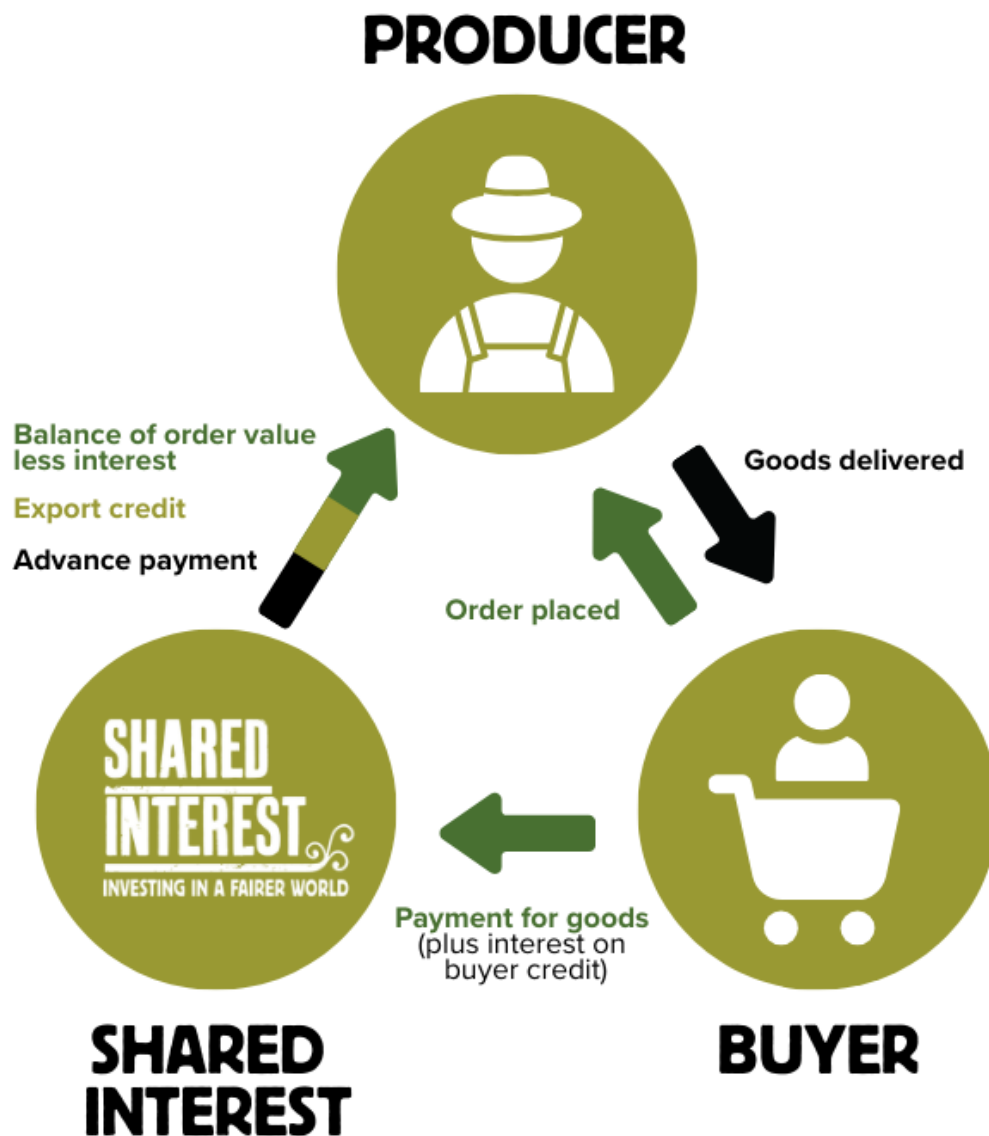 PRODUCER
Balance of order value
less interest
Export credit
Advance payment
Goods delivered
Order placed
SHARED
INTEREST
INVESTING IN A FAIRER WORLD
Payment for goods
(plus interest on
buyer credit)
SHARED
INTEREST
BUYER